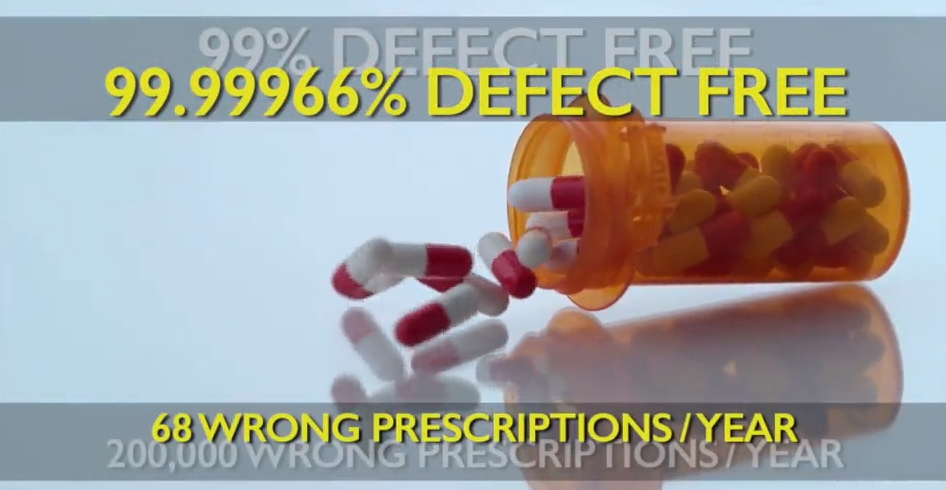 99% DEFECT FREE
99.99966% DEFECT FREE
68 WRONG PRESCRIPTIONS / YEAR
200,000 WRONG PRESCRIPTIONS / YEAR